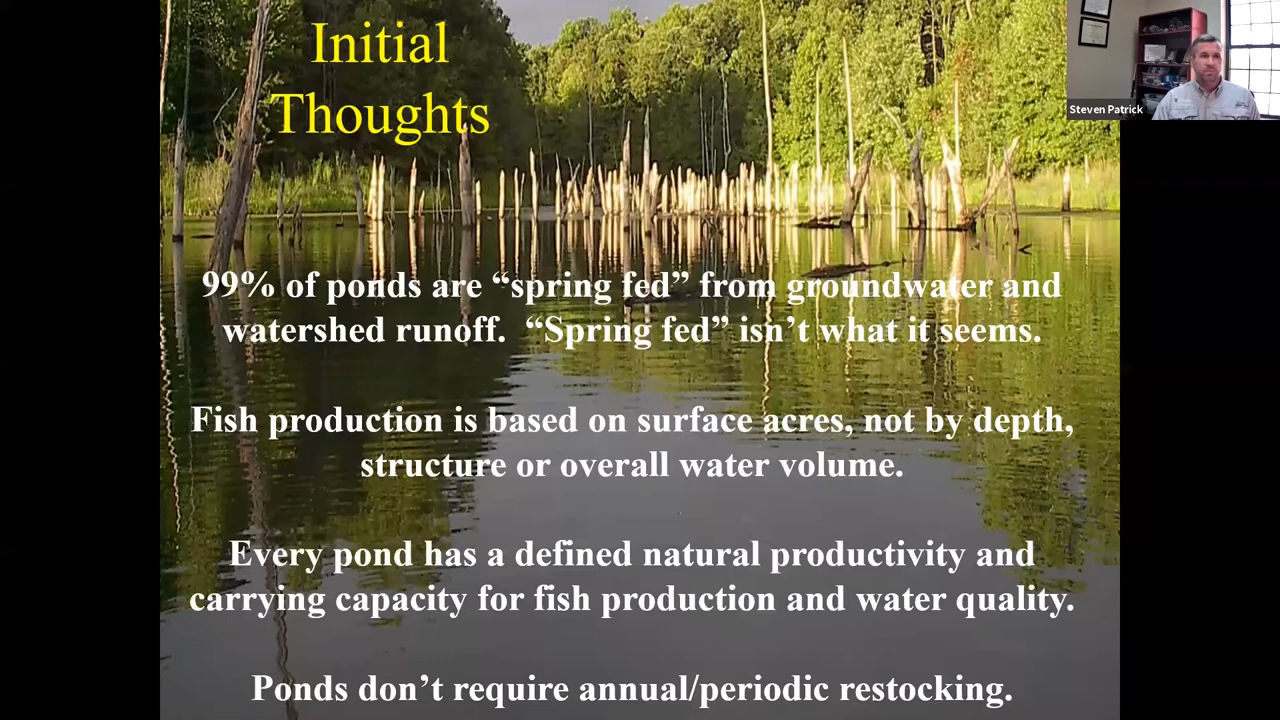 Initial
Thoughts
Steven Patrick
99% of ponds are “spring fed” from groundwater and
watershed runoff.  “Spring fed” isn’t what it seems.
Fish production is based on surface acres, not by depth,
structure or overall water volume.
Every pond has a defined natural productivity and
carrying capacity for fish production and water quality.
Ponds don’t require annual/periodic restocking.